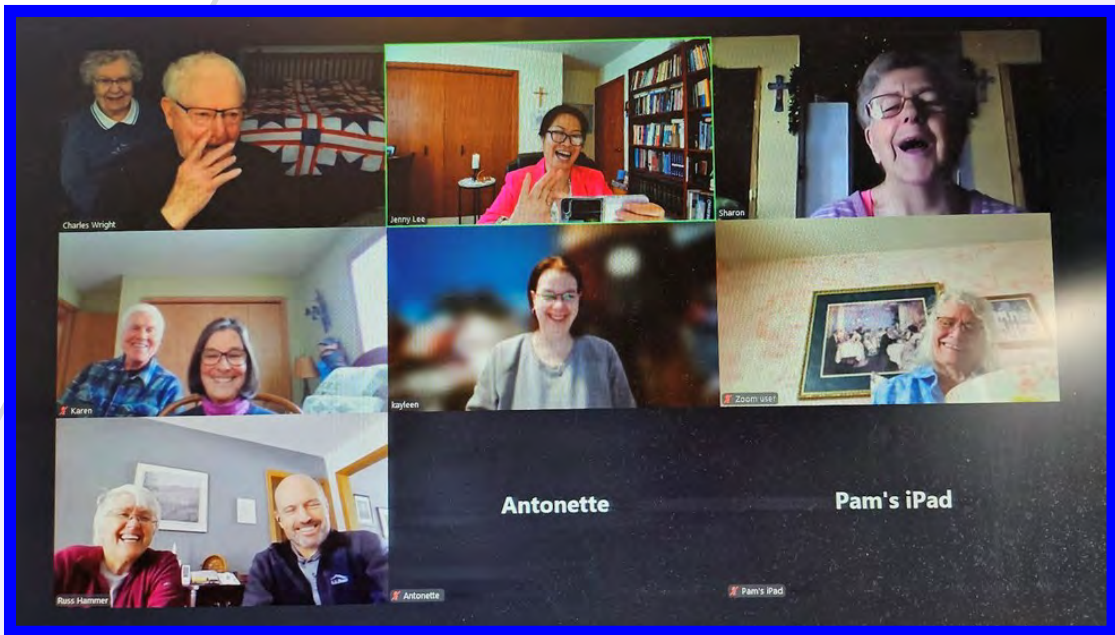 Charles Wright
Jenny Lee
Sharon
Karen
kayleen
Zoom user
Antonette
Pam's iPad
Russ Hammer
Antonette
Pam's iPad